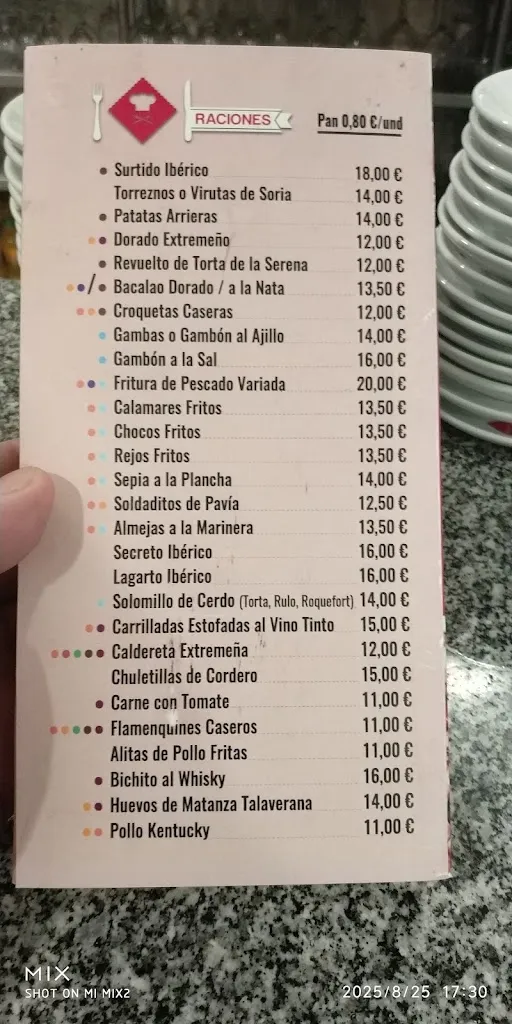 RACIONES
Pan 0,80 €/und
Surtido Ibérico 18,00 €
Torreznos o Virutas de Soria 14,00 €
Patatas Arrieras 14,00 €
Dorado Extremeño 12,00 €
Revuelto de Torta de la Serena 12,00 €
Bacalao Dorado / a la Nata 13,50 €
Croquetas Caseras 12,00 €
Gambas o Gambón al Ajillo 14,00 €
Gambón a la Sal 16,00 €
Fritura de Pescado Variada 20,00 €
Calamares Fritos 13,50 €
Chocos Fritos 13,50 €
Rejos Fritos 13,50 €
Sepia a la Plancha 14,00 €
Soldaditos de Pavía 12,50 €
Almejas a la Marinera 13,50 €
Secreto Ibérico 16,00 €
Lagarto Ibérico 16,00 €
Solomillo de Cerdo (Torta, Rulo, Roquefort) 14,00 €
Carrilladas Estofadas al Vino Tinto 15,00 €
Caldereta Extremeña 12,00 €
Chuletillas de Cordero 15,00 €
Carne con Tomate 11,00 €
Flamenquines Caseros 11,00 €
Alitas de Pollo Fritas 11,00 €
Bichito al Whisky 16,00 €
Huevos de Matanza Talaverana 14,00 €
Pollo Kentucky 11,00 €
MIX
SHOT ON MI MIX2
2025/8/25 17:30